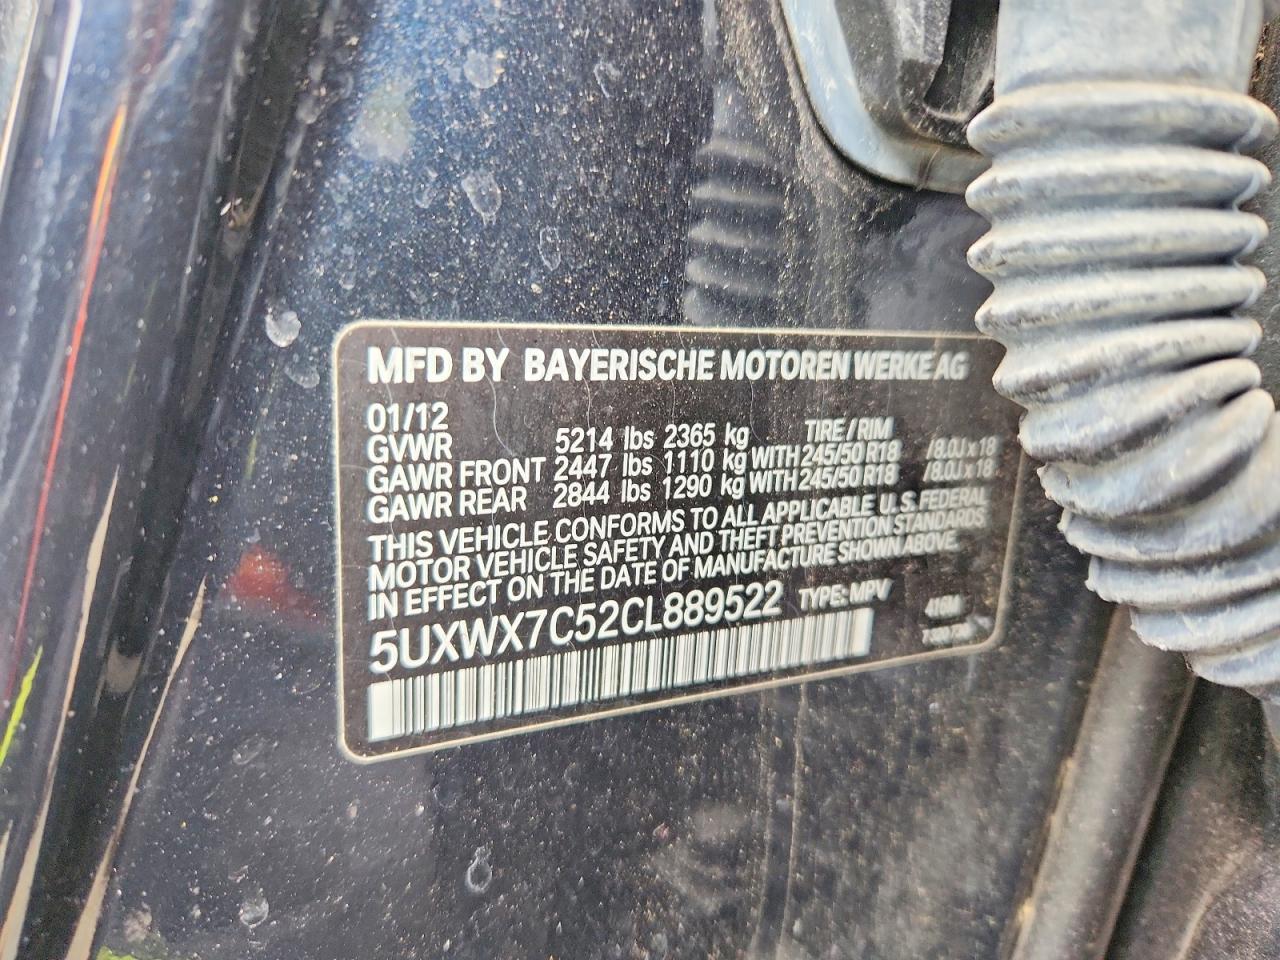 MFD BY BAYERISCHE MOTOREN WERKE AG
01/12 TIRE / RIM
GVWR 5214 lbs 2365 kg
GAWR FRONT 2447 lbs 1110 kg WITH 245/50 R18 /8.0J x 18
GAWR REAR 2844 lbs 1290 kg WITH 245/50 R18 /8.0J x 18
THIS VEHICLE CONFORMS TO ALL APPLICABLE U.S. FEDERAL
MOTOR VEHICLE SAFETY AND THEFT PREVENTION STANDARDS
IN EFFECT ON THE DATE OF MANUFACTURE SHOWN ABOVE.
5UXWX7C52CL889522 TYPE: MPV
416M